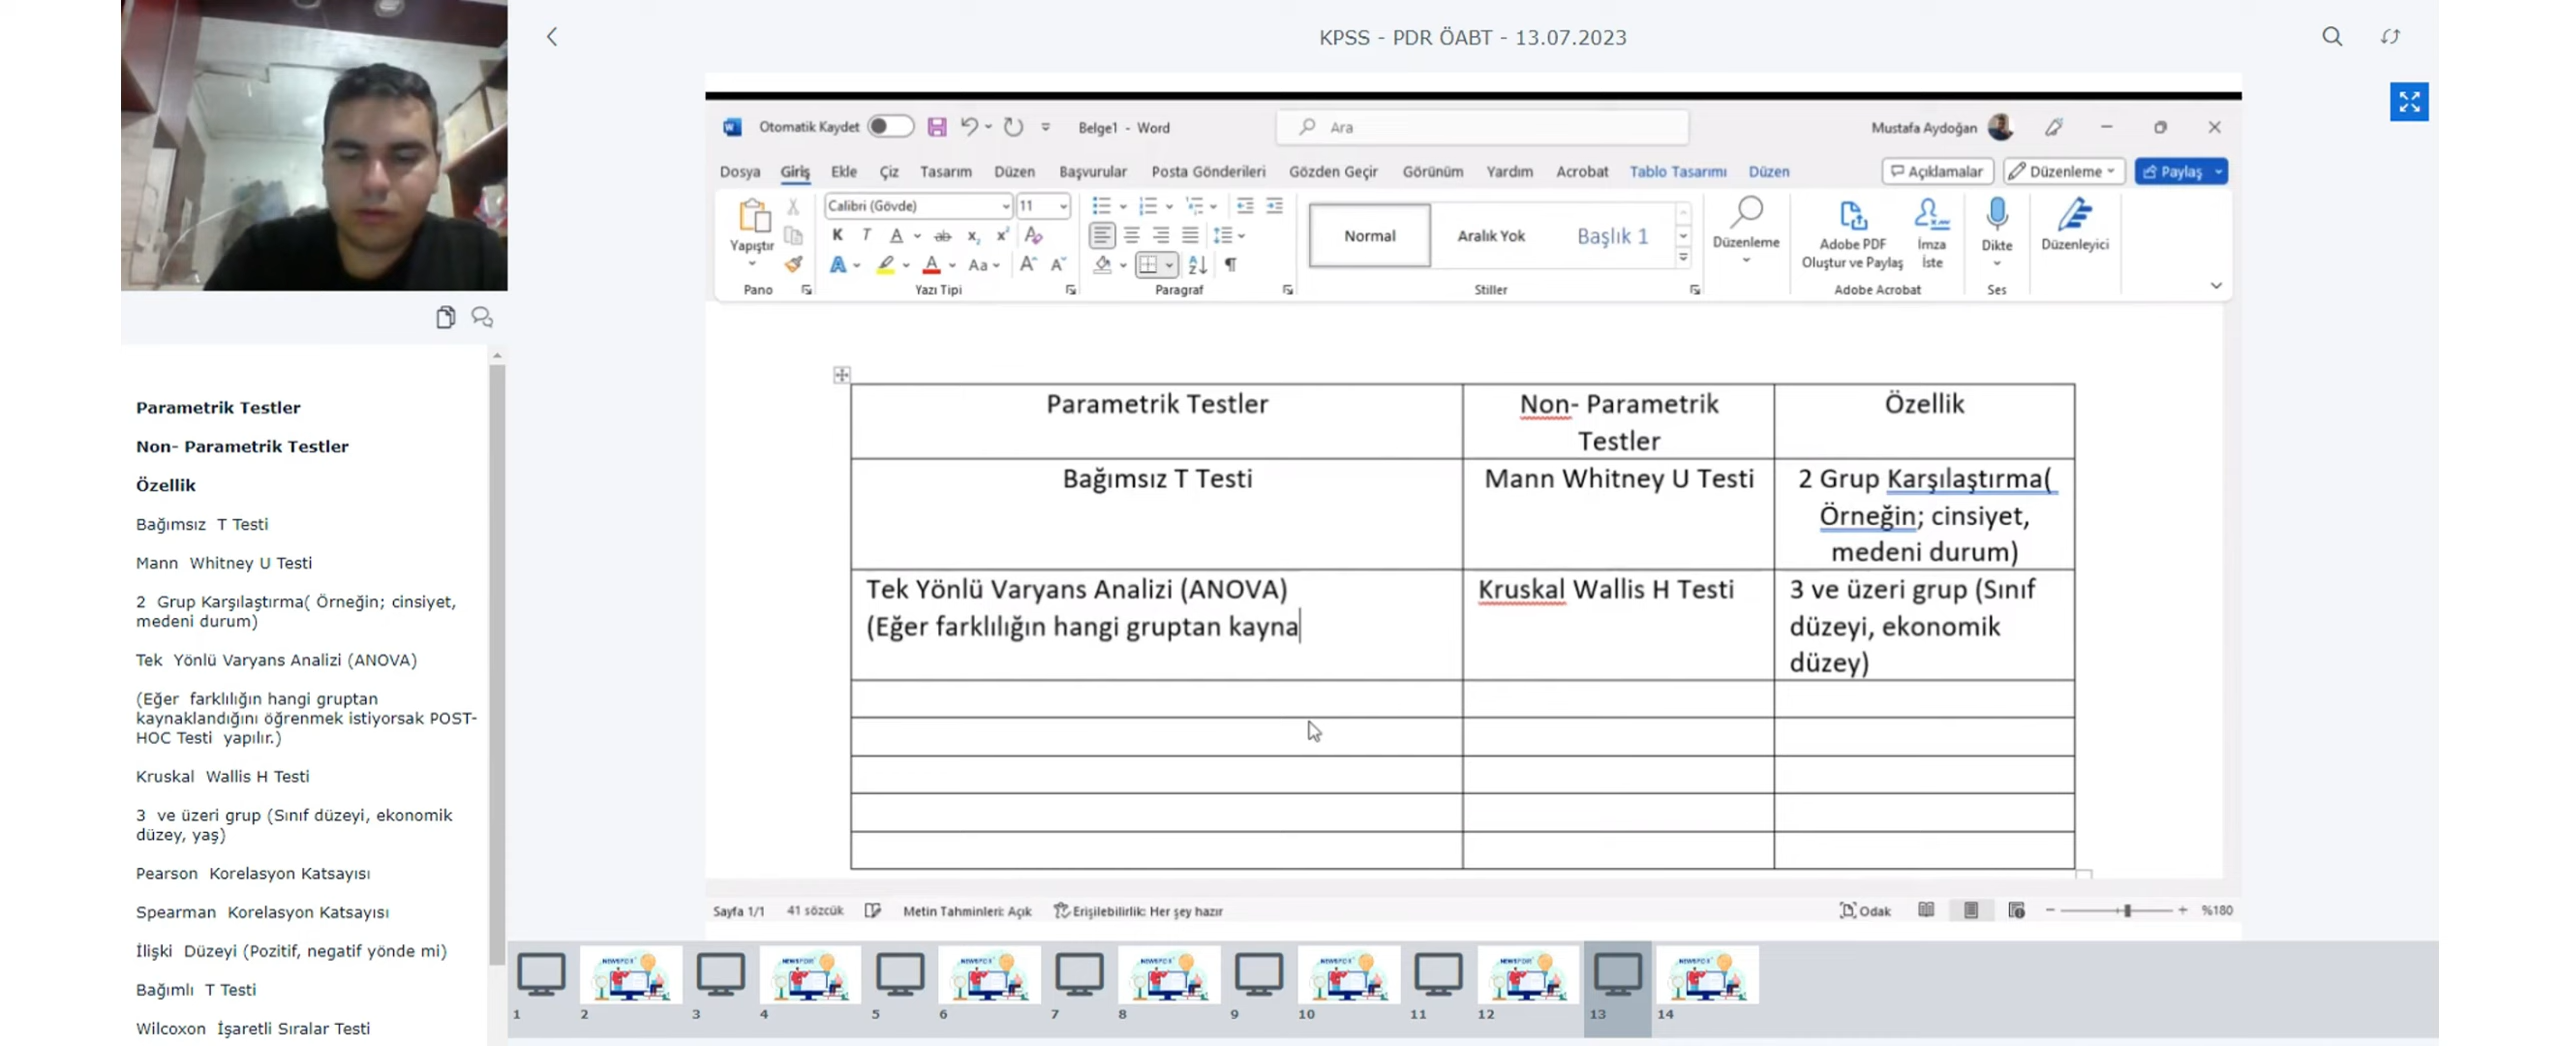 KPSS - PDR ÖABT - 13.07.2023
Otomatik Kaydet
Belge1 - Word
Ara
Mustafa Aydoğan
Dosya
Giriş
Ekle
Çiz
Tasarım
Düzen
Başvurular
Posta Gönderileri
Gözden Geçir
Görünüm
Yardım
Acrobat
Tablo Tasarımı
Düzen
Açıklamalar
Düzenleme
Paylaş
Yapıştır
Calibri (Gövde)
11
Normal
Aralık Yok
Başlık 1
Düzenleme
Adobe PDF
Oluştur ve Paylaş
İmza
İste
Dikte
Düzenleyici
Pano
Yazı Tipi
Paragraf
Stiller
Adobe Acrobat
Ses
Parametrik Testler
Non- Parametrik
Testler
Özellik
Bağımsız T Testi
Mann Whitney U Testi
2 Grup Karşılaştırma(
Örneğin; cinsiyet,
medeni durum)
Tek Yönlü Varyans Analizi (ANOVA)
(Eğer farklılığın hangi gruptan kayna
Kruskal Wallis H Testi
3 ve üzeri grup (Sınıf
düzeyi, ekonomik
düzey)
Sayfa 1/1
41 sözcük
Metin Tahminleri: Açık
Erişilebilirlik: Her şey hazır
Odak
%180
Parametrik Testler
Non- Parametrik Testler
Özellik
Bağımsız T Testi
Mann Whitney U Testi
2 Grup Karşılaştırma( Örneğin; cinsiyet,
medeni durum)
Tek Yönlü Varyans Analizi (ANOVA)
(Eğer farklılığın hangi gruptan
kaynaklandığını öğrenmek istiyorsak POST-
HOC Testi yapılır.)
Kruskal Wallis H Testi
3 ve üzeri grup (Sınıf düzeyi, ekonomik
düzey, yaş)
Pearson Korelasyon Katsayısı
Spearman Korelasyon Katsayısı
İlişki Düzeyi (Pozitif, negatif yönde mi)
Bağımlı T Testi
Wilcoxon İşaretli Sıralar Testi
1
2
3
4
5
6
7
8
9
10
11
12
13
14